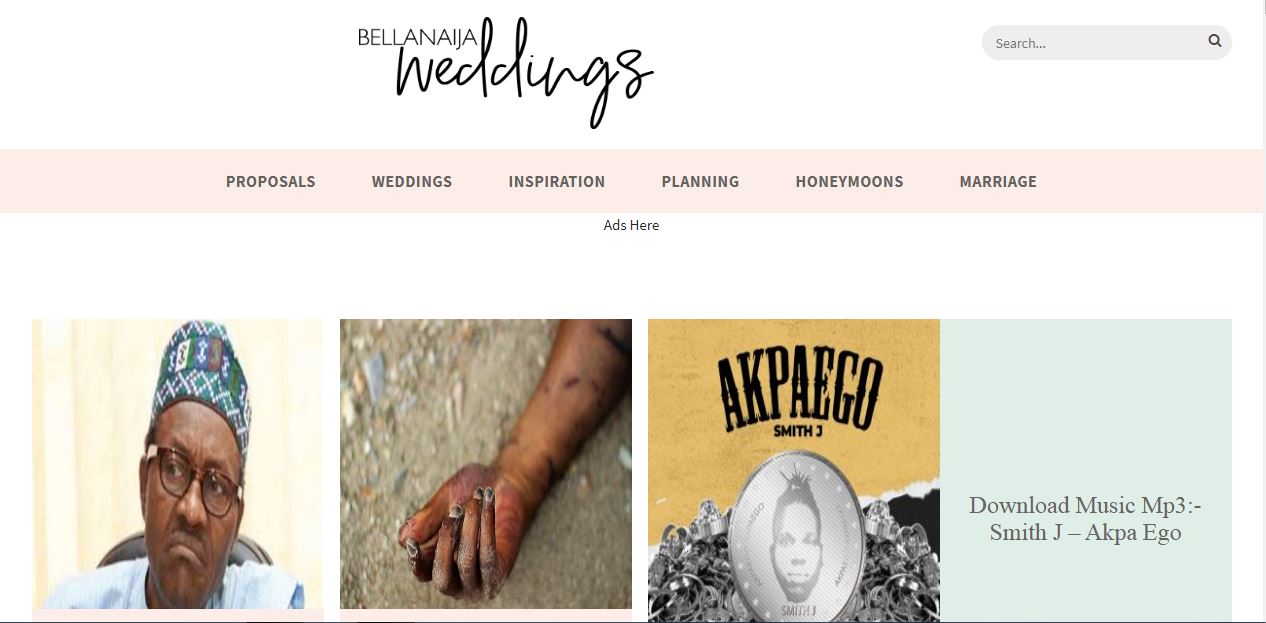 BELLANAIJA
weddings
Search...
PROPOSALS WEDDINGS INSPIRATION PLANNING HONEYMOONS MARRIAGE
Ads Here
AKPAEGO
SMITH J
SMITH J
Download Music Mp3:-
Smith J – Akpa Ego